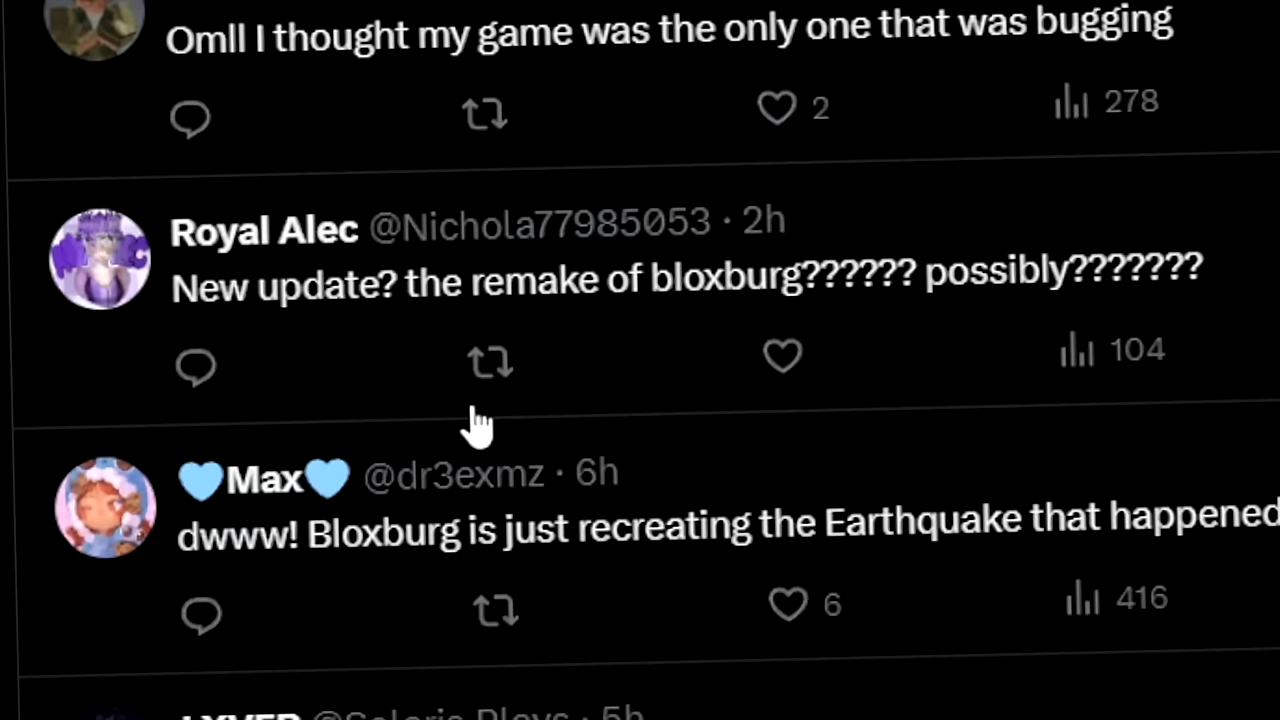 Omll I thought my game was the only one that was bugging
2 278
Royal Alec @Nichola77985053 · 2h
New update? the remake of bloxburg?????? possibly???????
104
🩵Max🩵 @dr3exmz · 6h
dwww! Bloxburg is just recreating the Earthquake that happened
6 416
· 5h